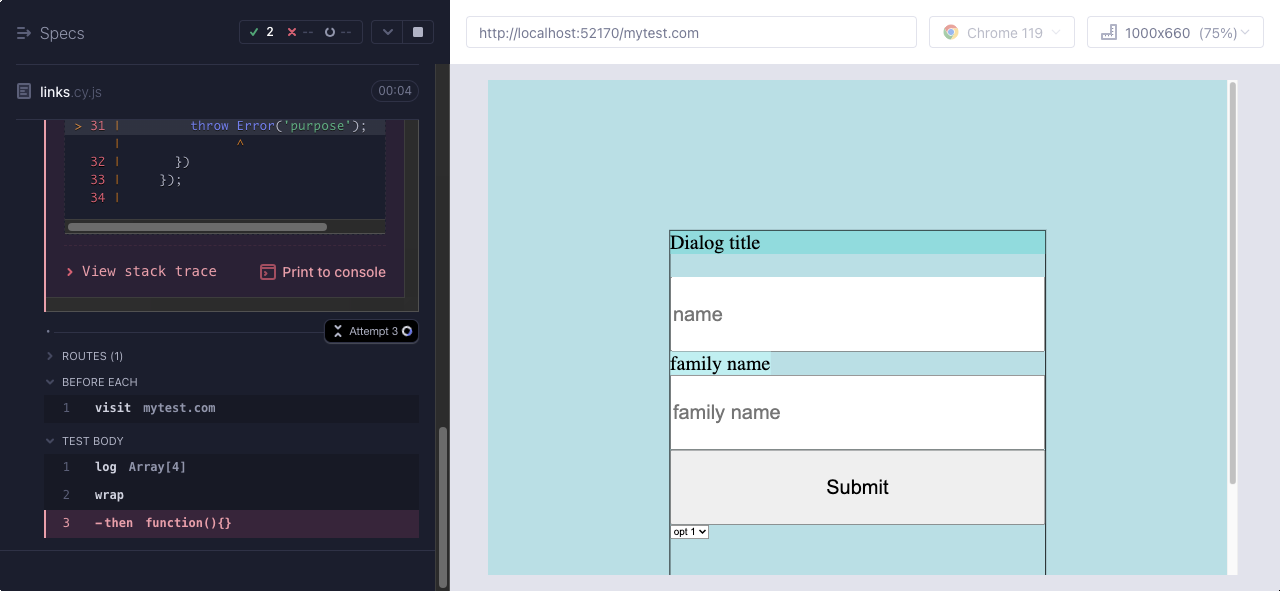 Specs
2 -- --
links.cy.js
00:04
> 31 | throw Error('purpose');
| ^
32 | })
33 | });
34 |
View stack trace
Print to console
Attempt 3
ROUTES (1)
BEFORE EACH
1 visit mytest.com
TEST BODY
1 log Array[4]
2 wrap
3 -then function(){}
http://localhost:52170/mytest.com
Chrome 119
1000x660 (75%)
Dialog title
name
family name
family name
Submit
opt 1